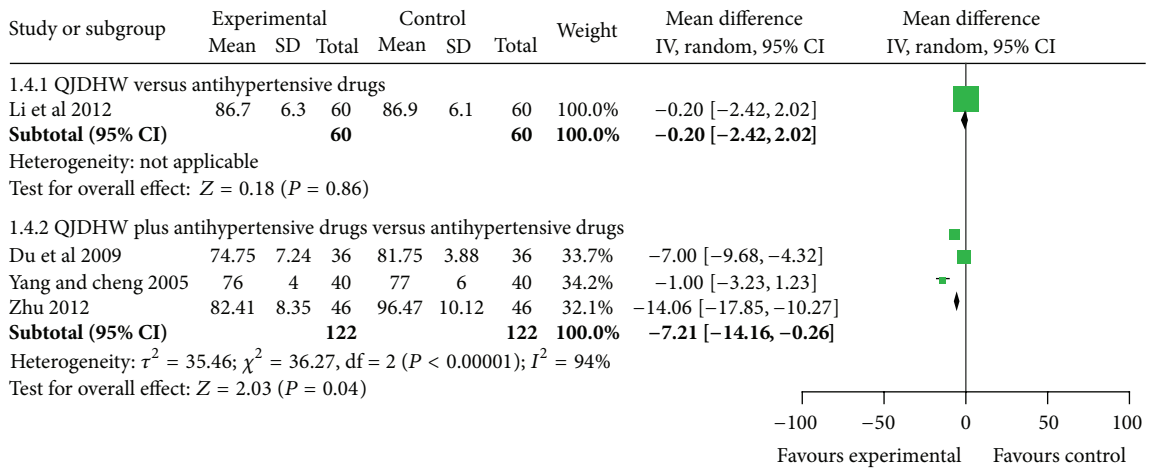 Study or subgroup Experimental Control Weight Mean difference Mean difference
Mean SD Total Mean SD Total IV, random, 95% CI IV, random, 95% CI
1.4.1 QJDHW versus antihypertensive drugs
Li et al 2012 86.7 6.3 60 86.9 6.1 60 100.0% −0.20 [−2.42, 2.02]
Subtotal (95% CI) 60 60 100.0% −0.20 [−2.42, 2.02]
Heterogeneity: not applicable
Test for overall effect: Z = 0.18 (P = 0.86)
1.4.2 QJDHW plus antihypertensive drugs versus antihypertensive drugs
Du et al 2009 74.75 7.24 36 81.75 3.88 36 33.7% −7.00 [−9.68, −4.32]
Yang and cheng 2005 76 4 40 77 6 40 34.2% −1.00 [−3.23, 1.23]
Zhu 2012 82.41 8.35 46 96.47 10.12 46 32.1% −14.06 [−17.85, −10.27]
Subtotal (95% CI) 122 122 100.0% −7.21 [−14.16, −0.26]
Heterogeneity: τ² = 35.46; χ² = 36.27, df = 2 (P < 0.00001); I² = 94%
Test for overall effect: Z = 2.03 (P = 0.04)
−100 −50 0 50 100
Favours experimental Favours control